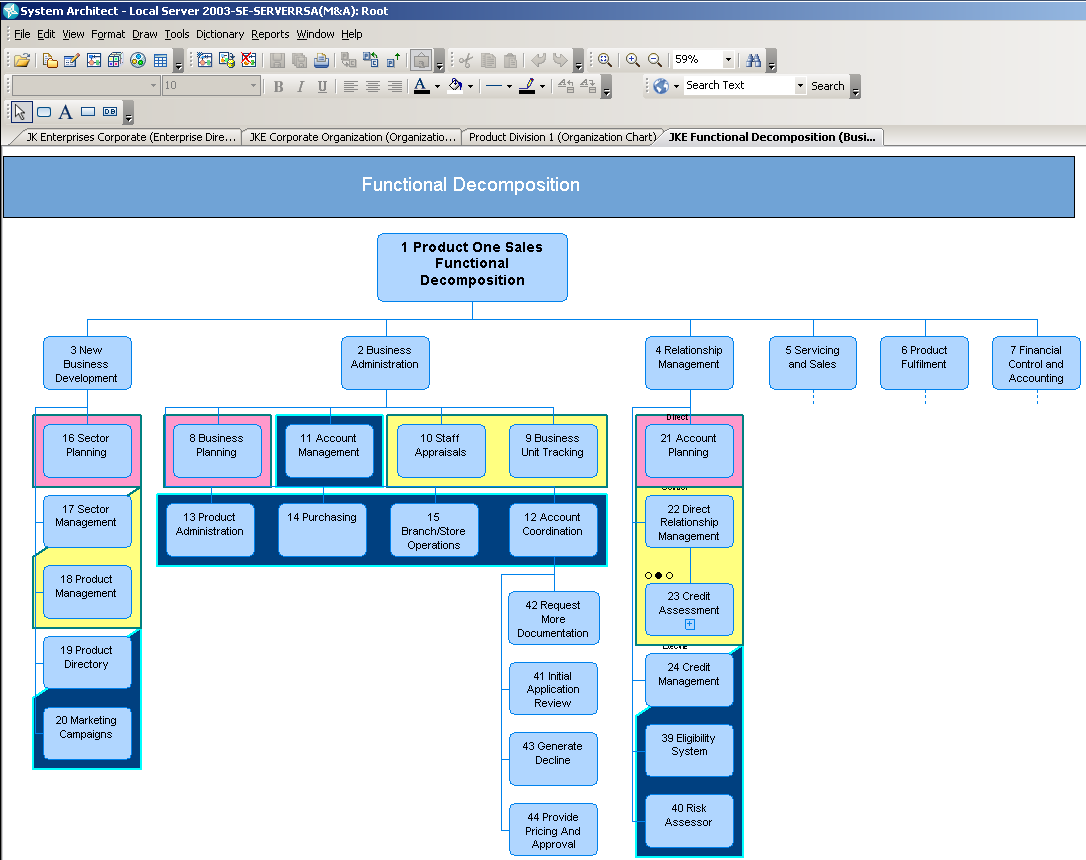 System Architect - Local Server 2003-SE-SERVERRSA(M&A): Root
File Edit View Format Draw Tools Dictionary Reports Window Help
59%
10
B I U
A
Search Text
Search
A
DB
JK Enterprises Corporate (Enterprise Dire...
JKE Corporate Organization (Organizatio...
Product Division 1 (Organization Chart)
JKE Functional Decomposition (Busi...
Functional Decomposition
1 Product One Sales
Functional
Decomposition
3 New
Business
Development
2 Business
Administration
4 Relationship
Management
5 Servicing
and Sales
6 Product
Fulfilment
7 Financial
Control and
Accounting
16 Sector
Planning
8 Business
Planning
11 Account
Management
10 Staff
Appraisals
9 Business
Unit Tracking
Direct
21 Account
Planning
17 Sector
Management
13 Product
Administration
14 Purchasing
15
Branch/Store
Operations
12 Account
Coordination
22 Direct
Relationship
Management
18 Product
Management
42 Request
More
Documentation
23 Credit
Assessment
19 Product
Directory
41 Initial
Application
Review
24 Credit
Management
20 Marketing
Campaigns
43 Generate
Decline
39 Eligibility
System
44 Provide
Pricing And
Approval
40 Risk
Assessor